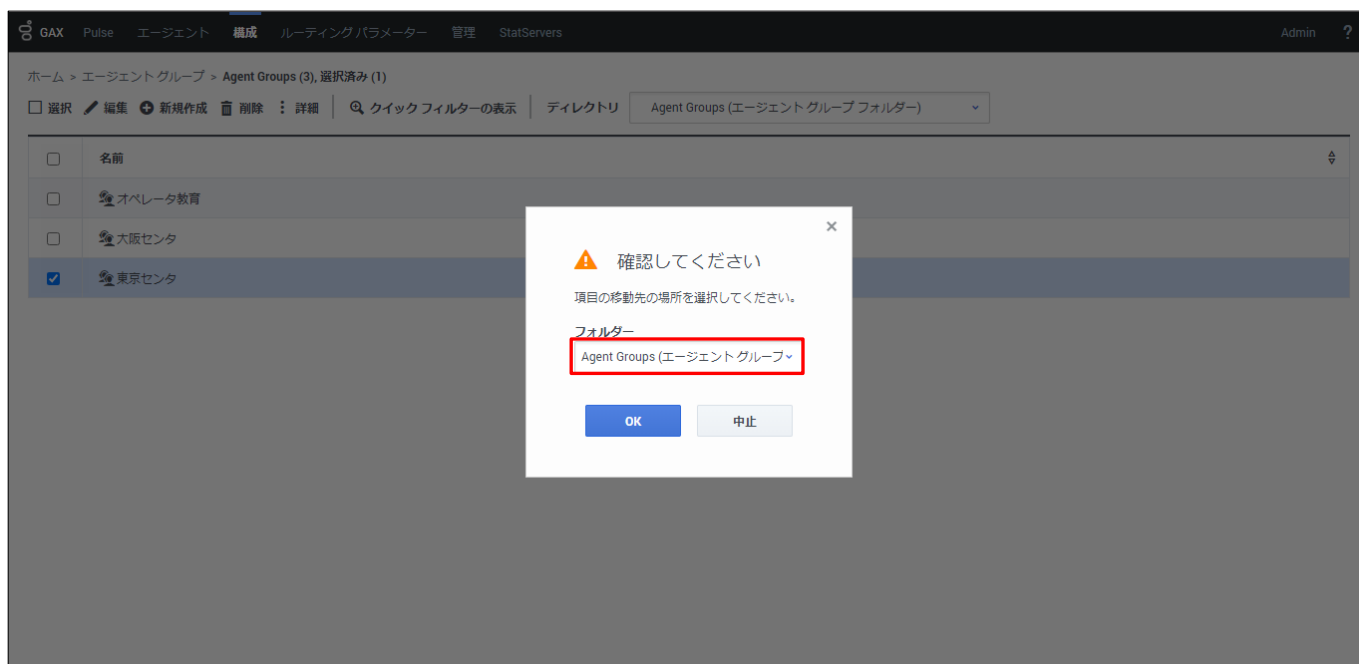 GAX Pulse エージェント 構成 ルーティング パラメーター 管理 StatServers Admin ?
ホーム > エージェント グループ > Agent Groups (3), 選択済み (1)
選択 編集 新規作成 削除 詳細 クイック フィルターの表示 ディレクトリ Agent Groups (エージェント グループ フォルダー)
名前
オペレータ教育
大阪センタ
東京センタ
確認してください
項目の移動先の場所を選択してください。
フォルダー
Agent Groups (エージェント グループ
OK 中止